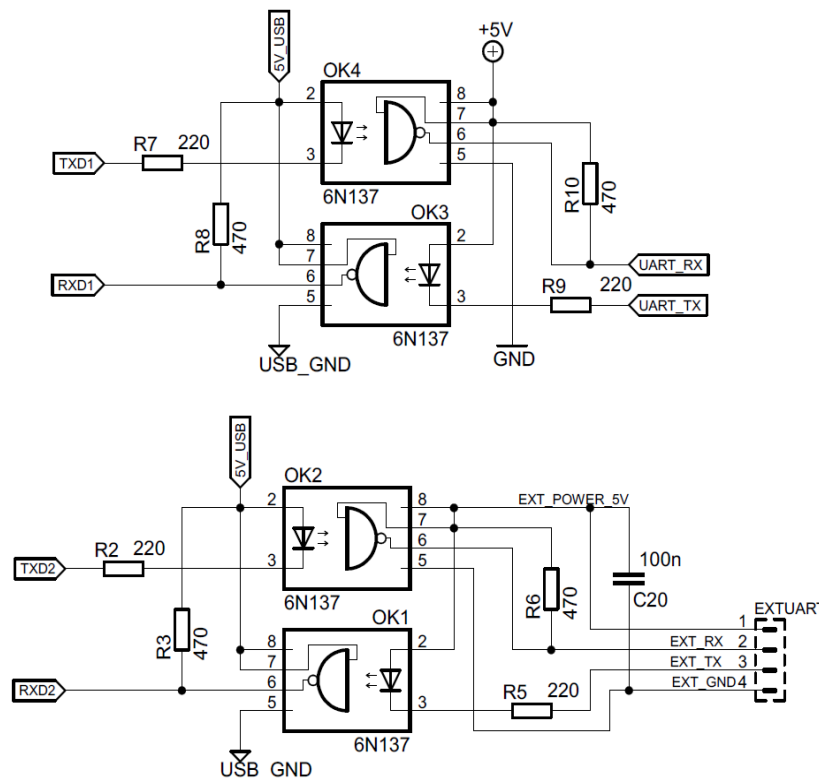 5V_USB
+5V
OK4
2
8
7
R7 220
6
TXD1
3
5
6N137
R10
470
R8
470
OK3
8
2
7
UART_RX
RXD1
6
R9 220
5
3
UART_TX
6N137
USB_GND
GND
5V_USB
OK2
2
8
EXT_POWER_5V
7
R2 220
6
100n
TXD2
3
5
C20
6N137
R6
470
R3
470
OK1
EXTUART
1
8
2
EXT_RX 2
7
EXT_TX 3
RXD2
6
R5 220
EXT_GND 4
5
3
6N137
USB_GND